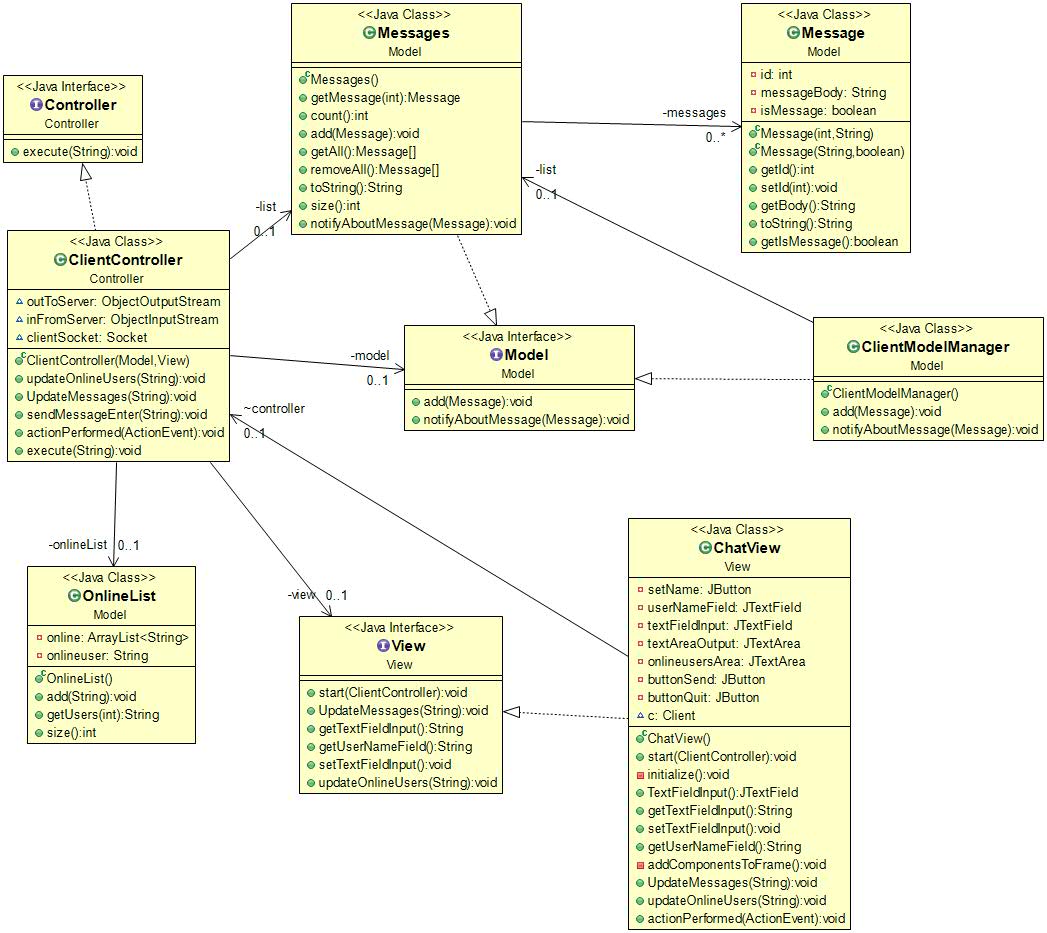 <<Java Class>>
Messages
Model
Messages()
getMessage(int):Message
count():int
add(Message):void
getAll():Message[]
removeAll():Message[]
toString():String
size():int
notifyAboutMessage(Message):void
<<Java Class>>
Message
Model
id: int
messageBody: String
isMessage: boolean
Message(int,String)
Message(String,boolean)
getId():int
setId(int):void
getBody():String
toString():String
getIsMessage():boolean
-messages
0..*
<<Java Interface>>
Controller
Controller
execute(String):void
-list
0..1
-list
0..1
<<Java Class>>
ClientController
Controller
outToServer: ObjectOutputStream
inFromServer: ObjectInputStream
clientSocket: Socket
ClientController(Model,View)
updateOnlineUsers(String):void
UpdateMessages(String):void
sendMessageEnter(String):void
actionPerformed(ActionEvent):void
execute(String):void
-model
0..1
<<Java Interface>>
Model
Model
add(Message):void
notifyAboutMessage(Message):void
<<Java Class>>
ClientModelManager
Model
ClientModelManager()
add(Message):void
notifyAboutMessage(Message):void
~controller
0..1
-onlineList
0..1
<<Java Class>>
OnlineList
Model
online: ArrayList<String>
onlineuser: String
OnlineList()
add(String):void
getUsers(int):String
size():int
-view
0..1
<<Java Interface>>
View
View
start(ClientController):void
UpdateMessages(String):void
getTextFieldInput():String
getUserNameField():String
setTextFieldInput():void
updateOnlineUsers(String):void
<<Java Class>>
ChatView
View
setName: JButton
userNameField: JTextField
textFieldInput: JTextField
textAreaOutput: JTextArea
onlineusersArea: JTextArea
buttonSend: JButton
buttonQuit: JButton
c: Client
ChatView()
start(ClientController):void
initialize():void
TextFieldInput():JTextField
getTextFieldInput():String
setTextFieldInput():void
getUserNameField():String
addComponentsToFrame():void
UpdateMessages(String):void
updateOnlineUsers(String):void
actionPerformed(ActionEvent):void